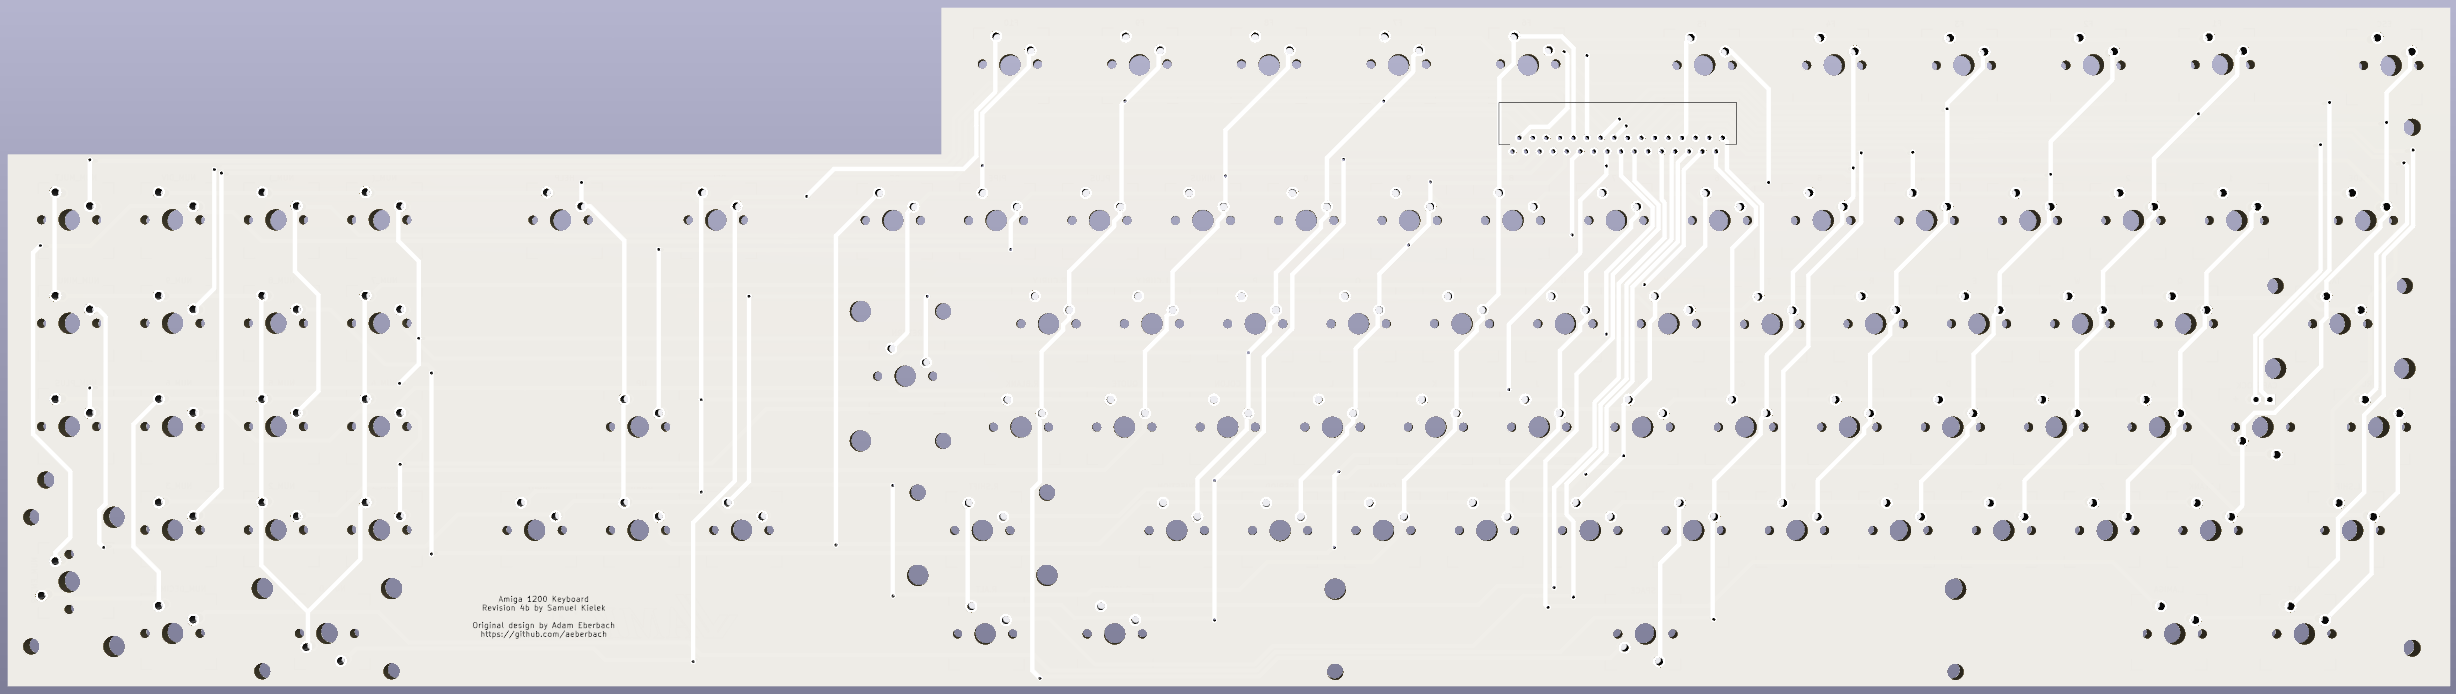 Amiga 1200 Keyboard
Revision 4b by Samuel Kielek
Original design by Adam Eberbach
https://github.com/aeberbach